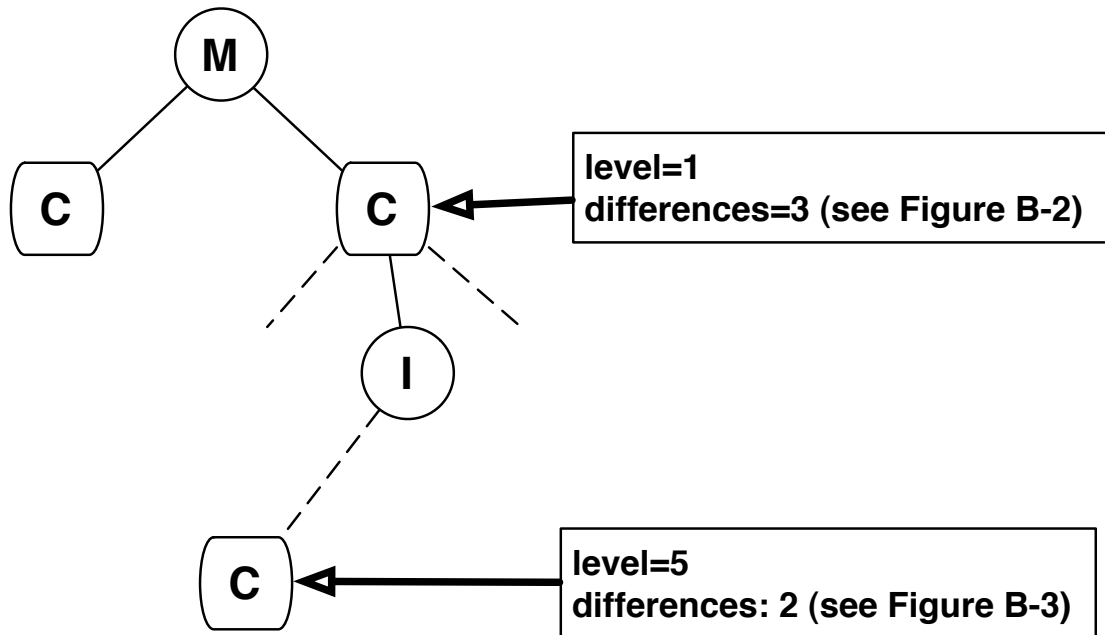 M
C
C
level=1
differences=3 (see Figure B-2)
I
C
level=5
differences: 2 (see Figure B-3)